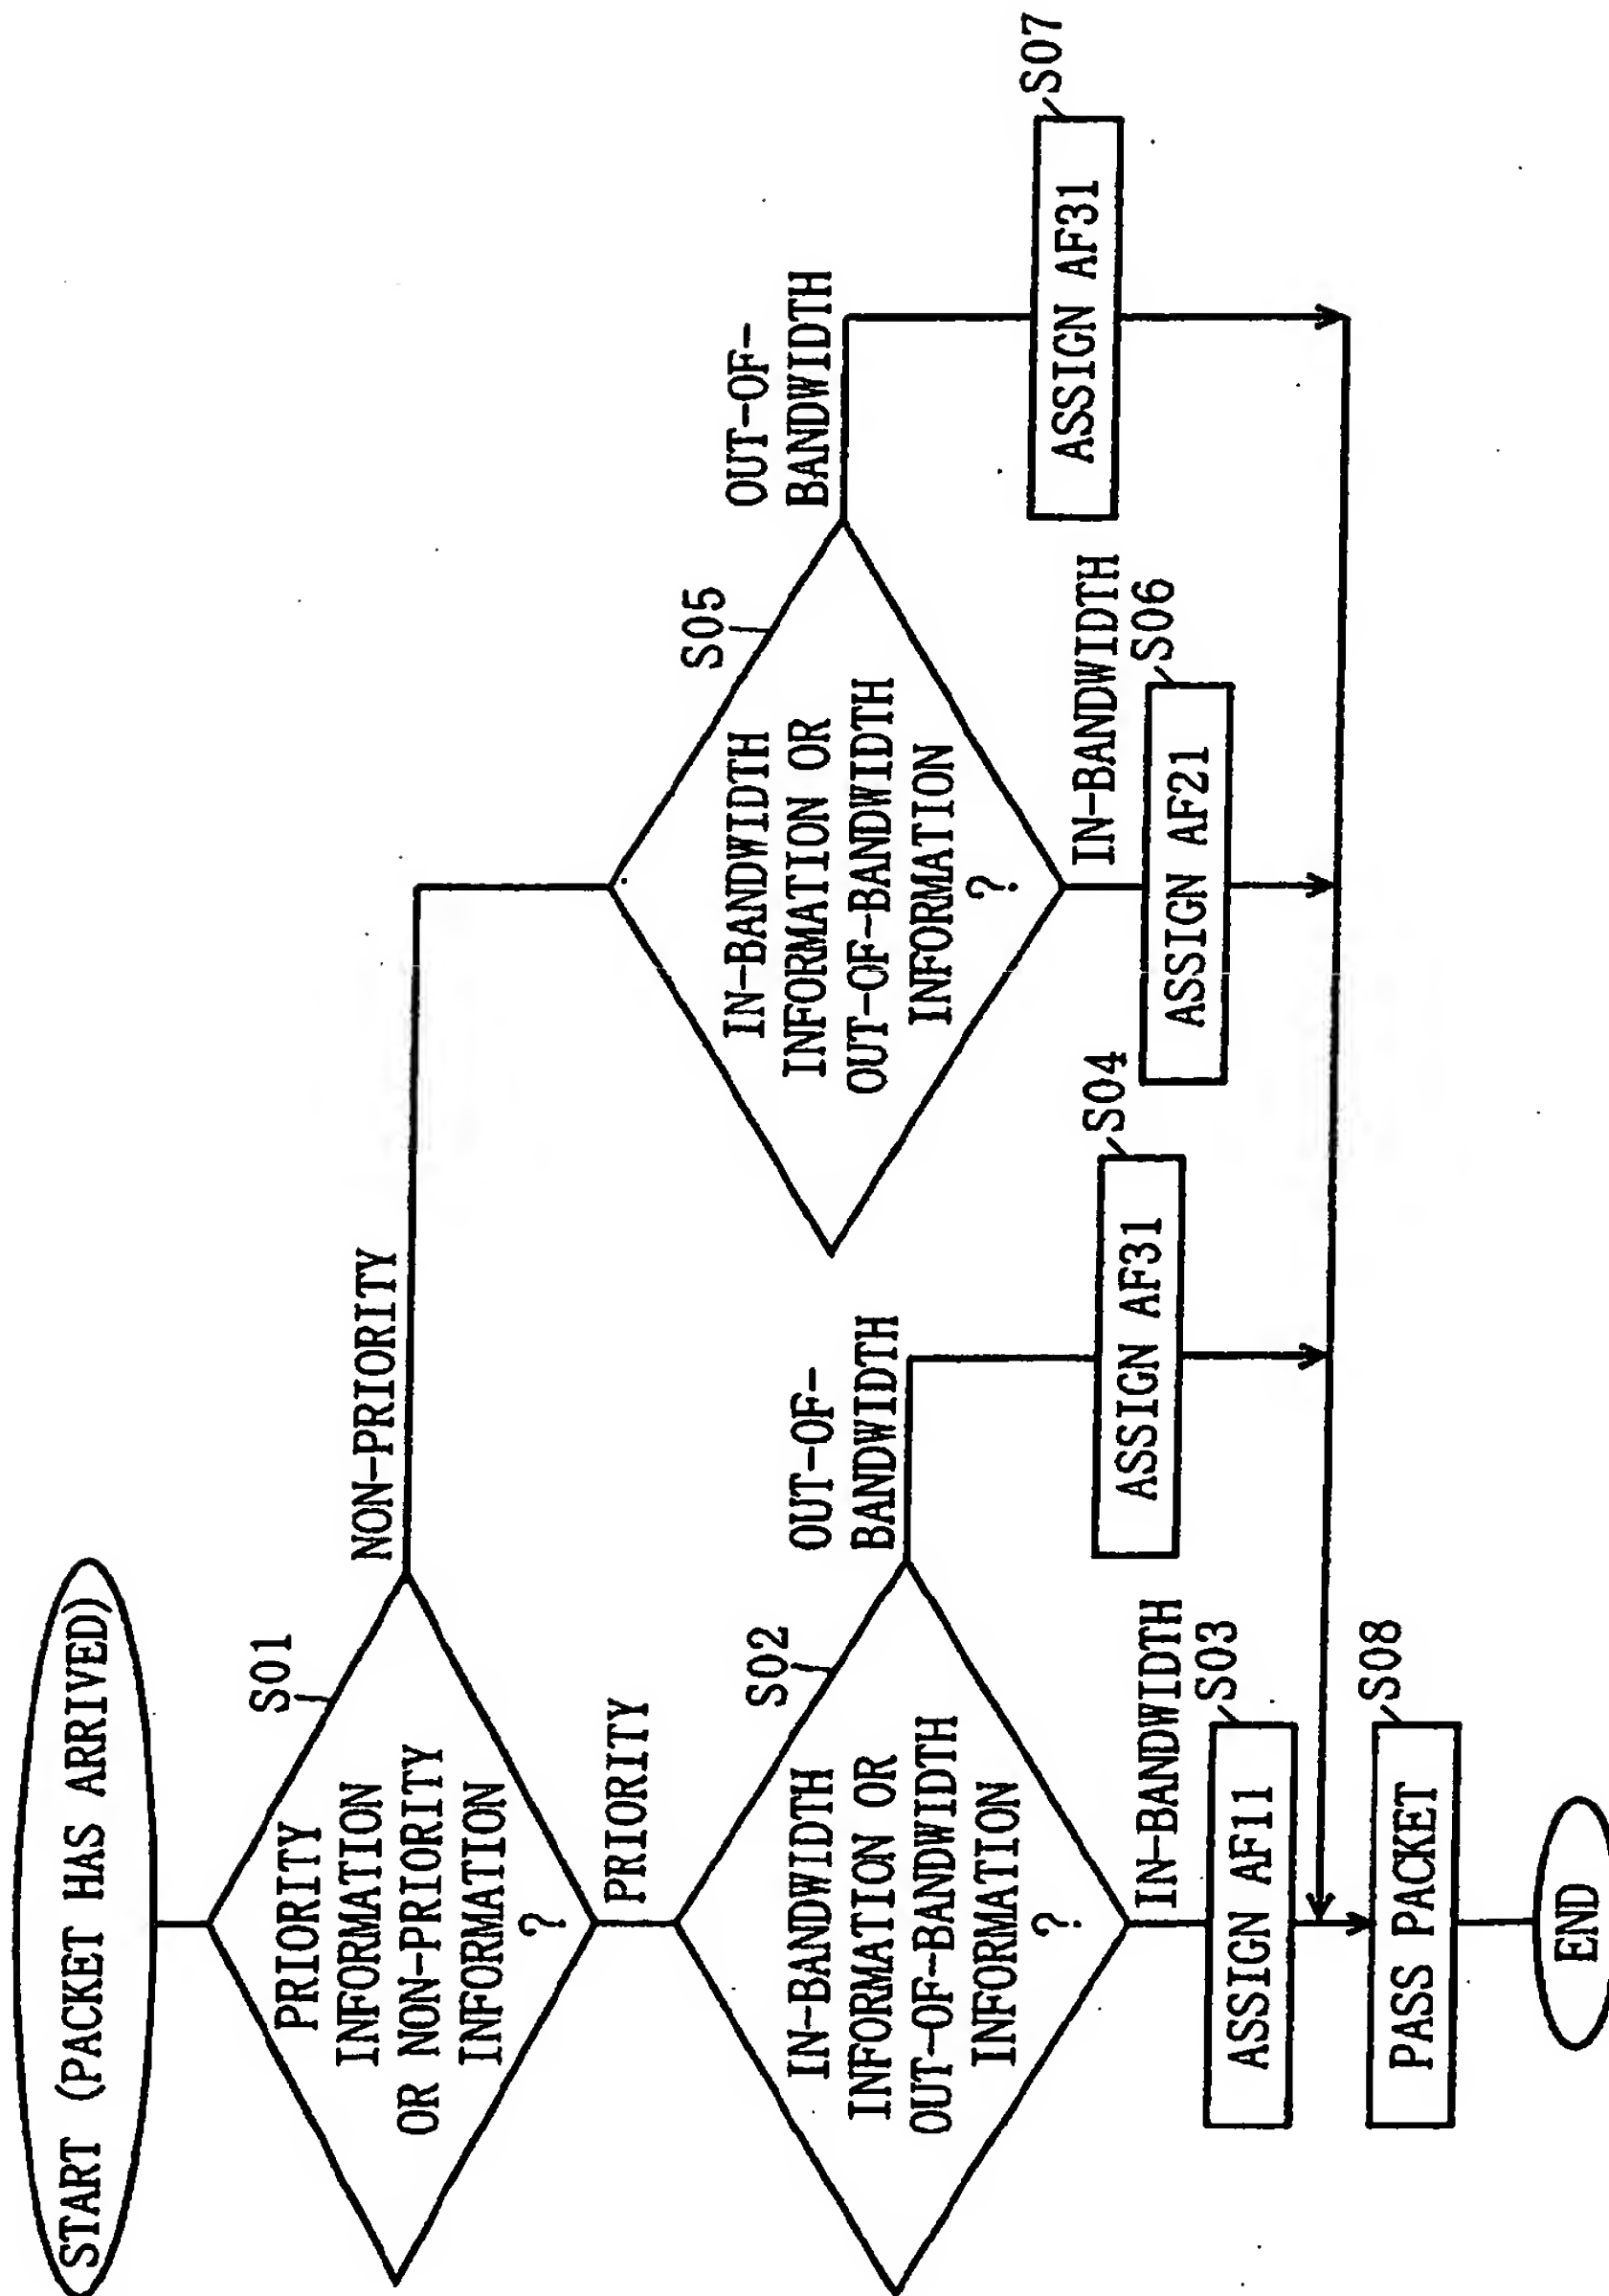 START (PACKET HAS ARRIVED)
S01
PRIORITY
INFORMATION
OR NON-PRIORITY
INFORMATION
?
NON-PRIORITY
PRIORITY
S02
IN-BANDWIDTH
INFORMATION OR
OUT-OF-BANDWIDTH
INFORMATION
?
OUT-OF-
BANDWIDTH
IN-BANDWIDTH
S03
ASSIGN AF11
S04
ASSIGN AF31
S05
IN-BANDWIDTH
INFORMATION OR
OUT-OF-BANDWIDTH
INFORMATION
?
OUT-OF-
BANDWIDTH
IN-BANDWIDTH
S06
ASSIGN AF21
S07
ASSIGN AF31
S08
PASS PACKET
END